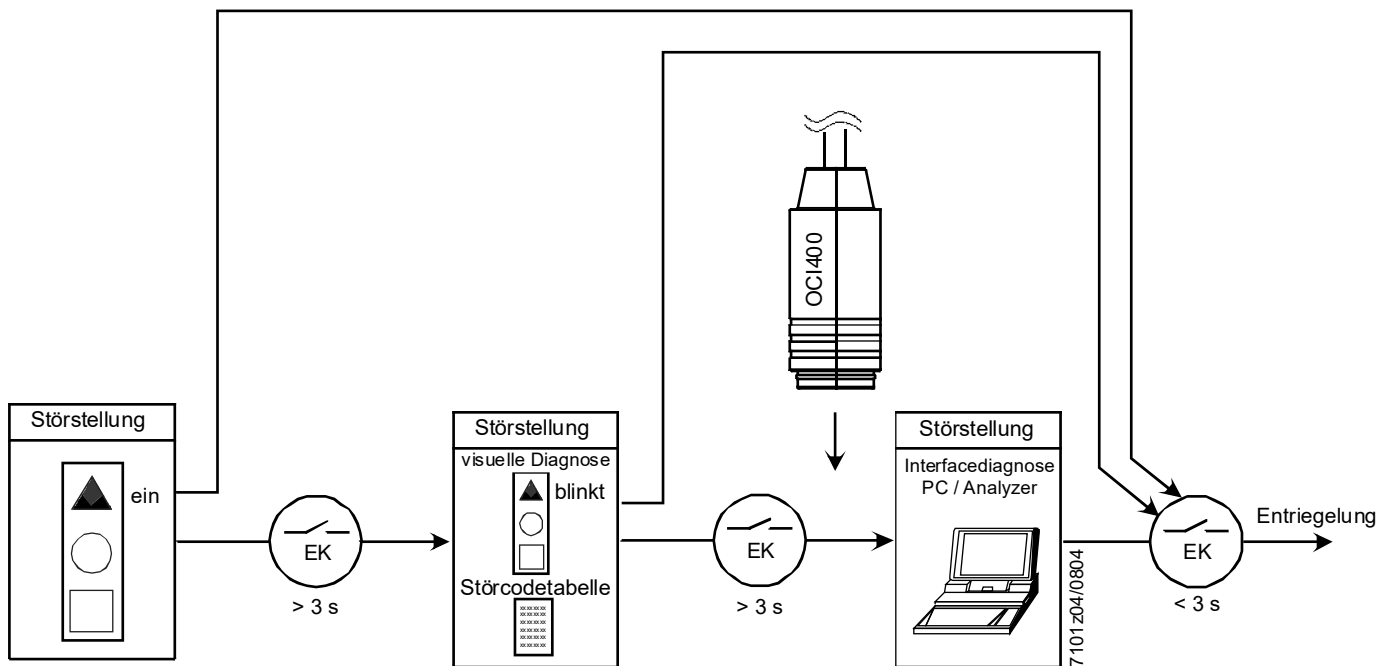 OCI400
Störstellung
ein
EK
> 3 s
Störstellung
visuelle Diagnose
blinkt
Störcodetabelle
EK
> 3 s
Störstellung
Interfacediagnose
PC / Analyzer
7101z04/0804
EK
< 3 s
Entriegelung